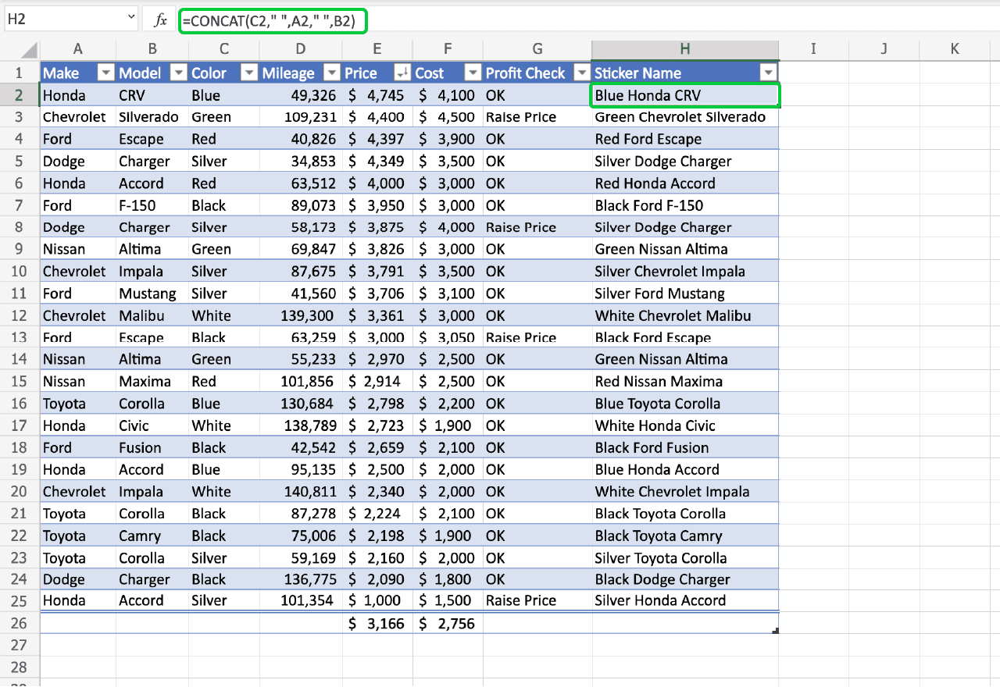 H2 fx =CONCAT(C2," ",A2," ",B2)
A B C D E F G H I J K
1 Make Model Color Mileage Price Cost Profit Check Sticker Name
2 Honda CRV Blue 49,326 $ 4,745 $ 4,100 OK Blue Honda CRV
3 Chevrolet Silverado Green 109,231 $ 4,400 $ 4,500 Raise Price Green Chevrolet Silverado
4 Ford Escape Red 40,826 $ 4,397 $ 3,900 OK Red Ford Escape
5 Dodge Charger Silver 34,853 $ 4,349 $ 3,500 OK Silver Dodge Charger
6 Honda Accord Red 63,512 $ 4,000 $ 3,000 OK Red Honda Accord
7 Ford F-150 Black 89,073 $ 3,950 $ 3,000 OK Black Ford F-150
8 Dodge Charger Silver 58,173 $ 3,875 $ 4,000 Raise Price Silver Dodge Charger
9 Nissan Altima Green 69,847 $ 3,826 $ 3,000 OK Green Nissan Altima
10 Chevrolet Impala Silver 87,675 $ 3,791 $ 3,500 OK Silver Chevrolet Impala
11 Ford Mustang Silver 41,560 $ 3,706 $ 3,100 OK Silver Ford Mustang
12 Chevrolet Malibu White 139,300 $ 3,361 $ 3,000 OK White Chevrolet Malibu
13 Ford Escape Black 63,259 $ 3,000 $ 3,050 Raise Price Black Ford Escape
14 Nissan Altima Green 55,233 $ 2,970 $ 2,500 OK Green Nissan Altima
15 Nissan Maxima Red 101,856 $ 2,914 $ 2,500 OK Red Nissan Maxima
16 Toyota Corolla Blue 130,684 $ 2,798 $ 2,200 OK Blue Toyota Corolla
17 Honda Civic White 138,789 $ 2,723 $ 1,900 OK White Honda Civic
18 Ford Fusion Black 42,542 $ 2,659 $ 2,100 OK Black Ford Fusion
19 Honda Accord Blue 95,135 $ 2,500 $ 2,000 OK Blue Honda Accord
20 Chevrolet Impala White 140,811 $ 2,340 $ 2,000 OK White Chevrolet Impala
21 Toyota Corolla Black 87,278 $ 2,224 $ 2,100 OK Black Toyota Corolla
22 Toyota Camry Black 75,006 $ 2,198 $ 1,900 OK Black Toyota Camry
23 Toyota Corolla Silver 59,169 $ 2,160 $ 2,000 OK Silver Toyota Corolla
24 Dodge Charger Black 136,775 $ 2,090 $ 1,800 OK Black Dodge Charger
25 Honda Accord Silver 101,354 $ 1,000 $ 1,500 Raise Price Silver Honda Accord
26 $ 3,166 $ 2,756
27
28